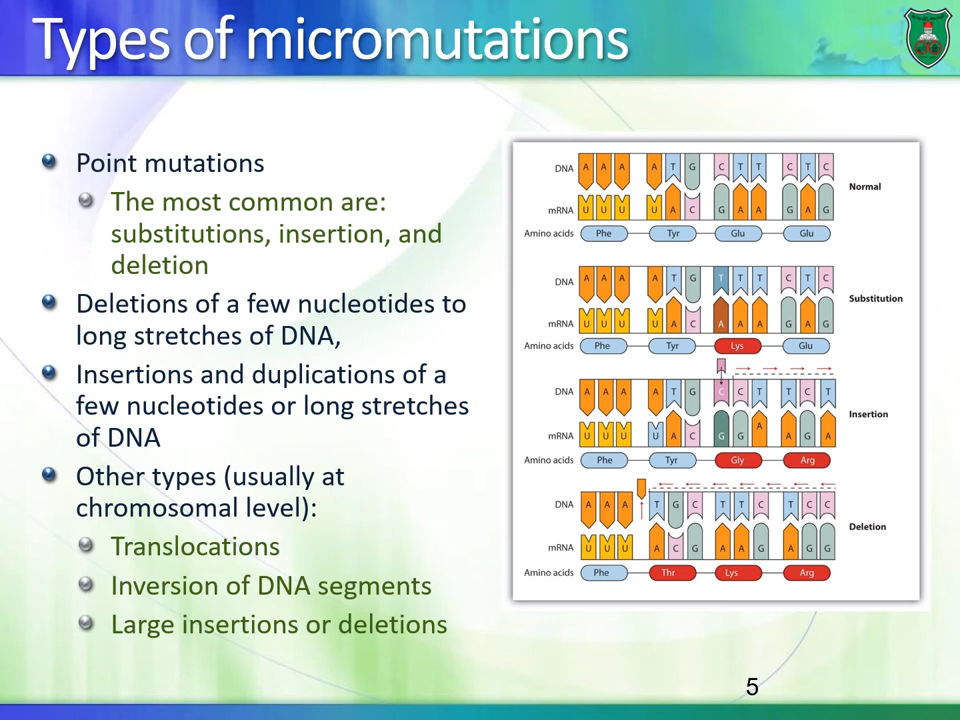 Types of micromutations
Point mutations
The most common are:
substitutions, insertion, and
deletion
Deletions of a few nucleotides to
long stretches of DNA,
Insertions and duplications of a
few nucleotides or long stretches
of DNA
Other types (usually at
chromosomal level):
Translocations
Inversion of DNA segments
Large insertions or deletions
DNA A A A A T G C T T C T C
Normal
mRNA U U U U A C G A A G A G
Amino acids Phe Tyr Glu Glu
DNA A A A A T G T T T C T C
Substitution
mRNA U U U U A C A A A G A G
Amino acids Phe Tyr Lys Glu
DNA A A A A T G C C T T C T
Insertion
mRNA U U U U A C G G A A G A
Amino acids Phe Tyr Gly Arg
DNA A A A T G C T T C T C C
Deletion
mRNA U U U A C G A A G A G G
Amino acids Phe Thr Lys Arg
5